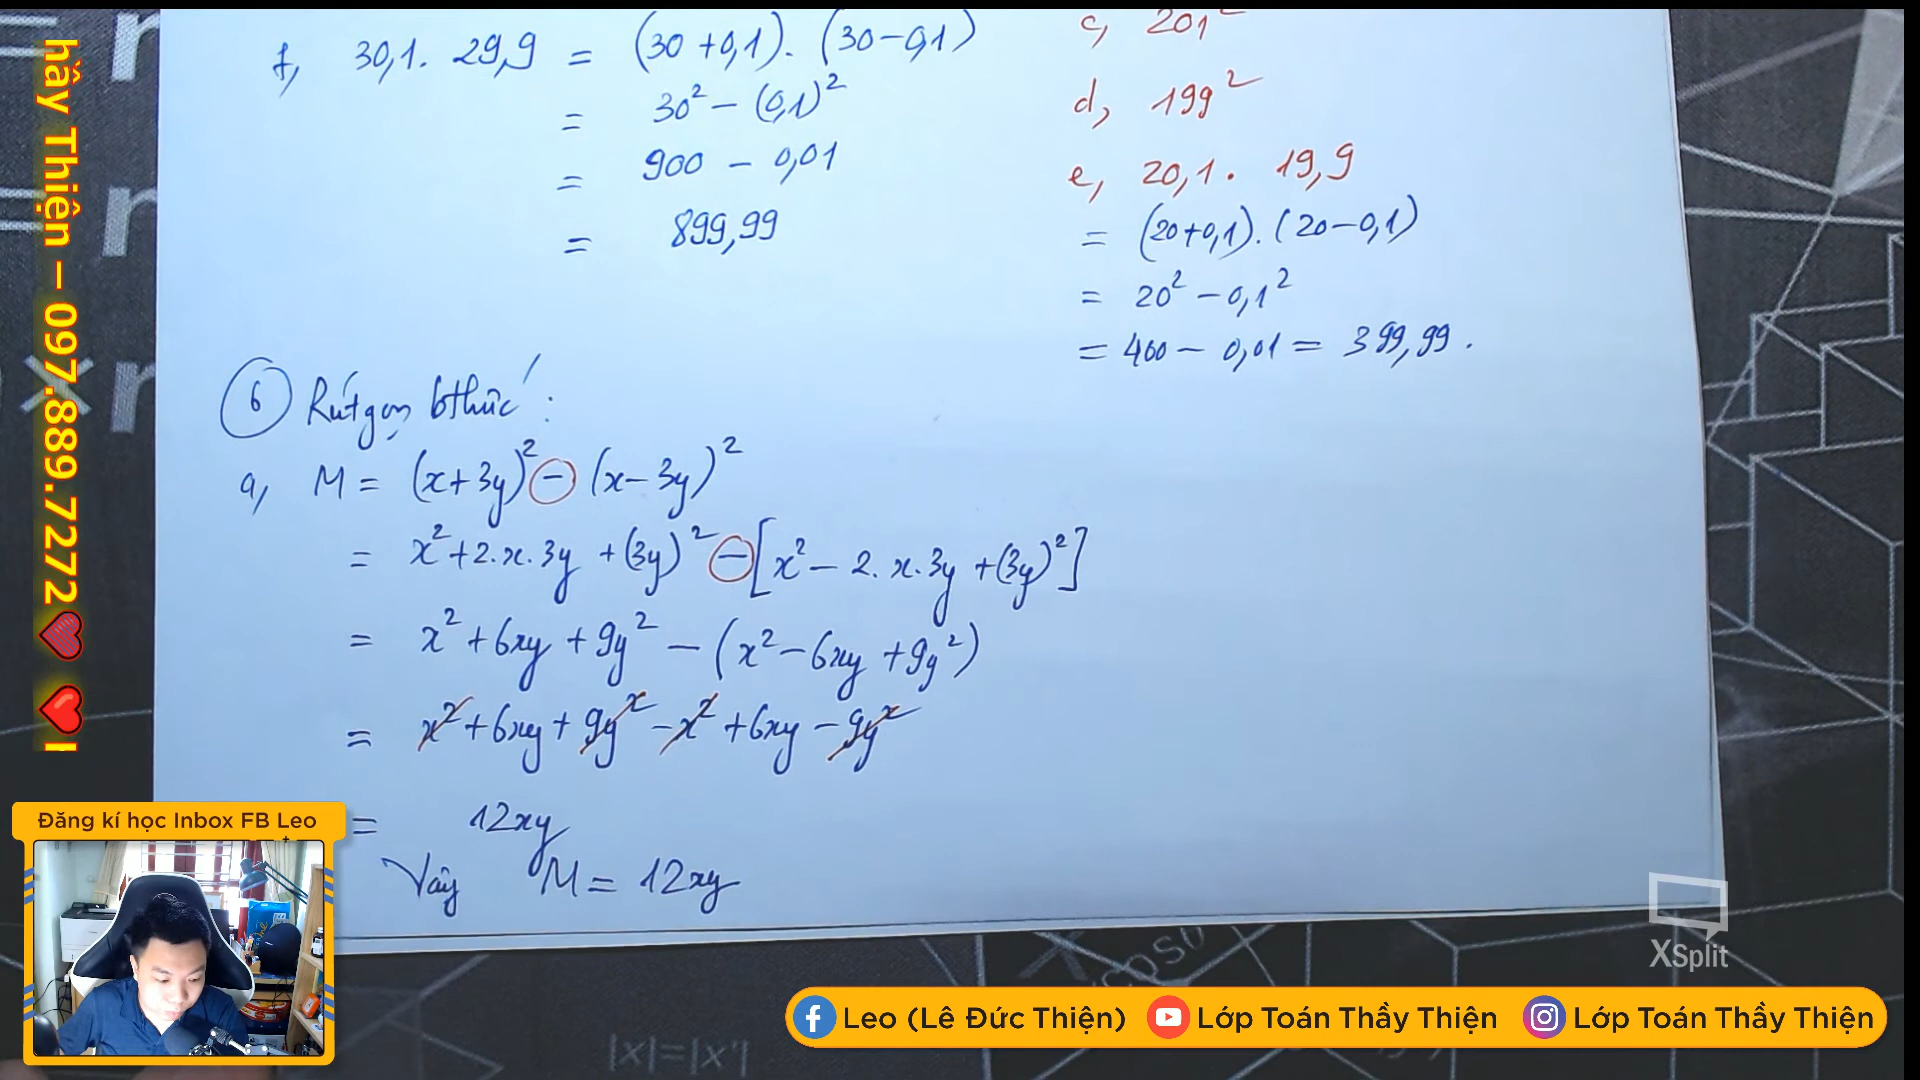 f, 30,1. 29,9 = (30+0,1). (30-0,1)
= 30² - (0,1)²
= 900 - 0,01
= 899,99
c, 201²
d, 199²
e, 20,1. 19,9
= (20+0,1). (20-0,1)
= 20² - 0,1²
= 400 - 0,01 = 399,99.
6 Rút gọn bthức:
a, M = (x+3y)² - (x-3y)²
= x² + 2.x.3y + (3y)² - [x² - 2.x.3y + (3y)²]
= x² + 6xy + 9y² - (x² - 6xy + 9y²)
= x² + 6xy + 9y² - x² + 6xy - 9y²
= 12xy
Vậy M = 12xy
hầy Thiện - 097.889.7272
Đăng kí học Inbox FB Leo
XSplit
Leo (Lê Đức Thiện) Lớp Toán Thầy Thiện Lớp Toán Thầy Thiện
|x|=|x